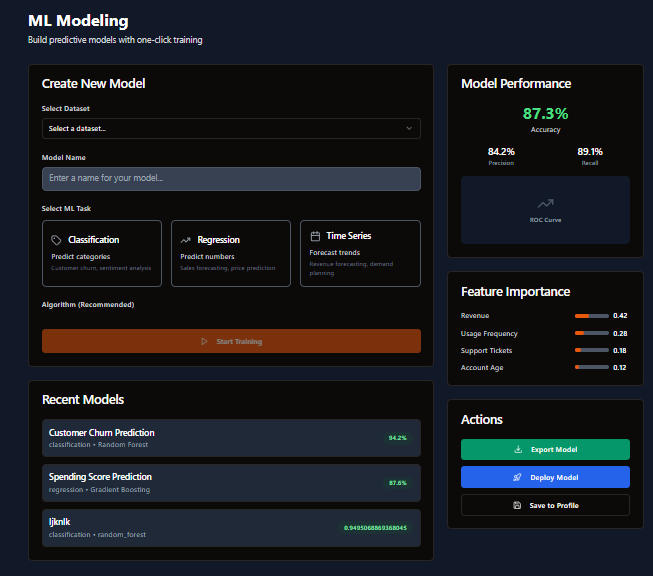 ML Modeling
Build predictive models with one-click training
Create New Model
Select Dataset
Select a dataset...
Model Name
Enter a name for your model...
Select ML Task
Classification
Predict categories
Customer churn, sentiment analysis
Regression
Predict numbers
Sales forecasting, price prediction
Time Series
Forecast trends
Revenue forecasting, demand
planning
Algorithm (Recommended)
Start Training
Recent Models
Customer Churn Prediction
classification • Random Forest
94.2%
Spending Score Prediction
regression • Gradient Boosting
87.6%
ljknlk
classification • random_forest
0.9495068869368045
Model Performance
87.3%
Accuracy
84.2%
Precision
89.1%
Recall
ROC Curve
Feature Importance
Revenue 0.42
Usage Frequency 0.28
Support Tickets 0.18
Account Age 0.12
Actions
Export Model
Deploy Model
Save to Profile